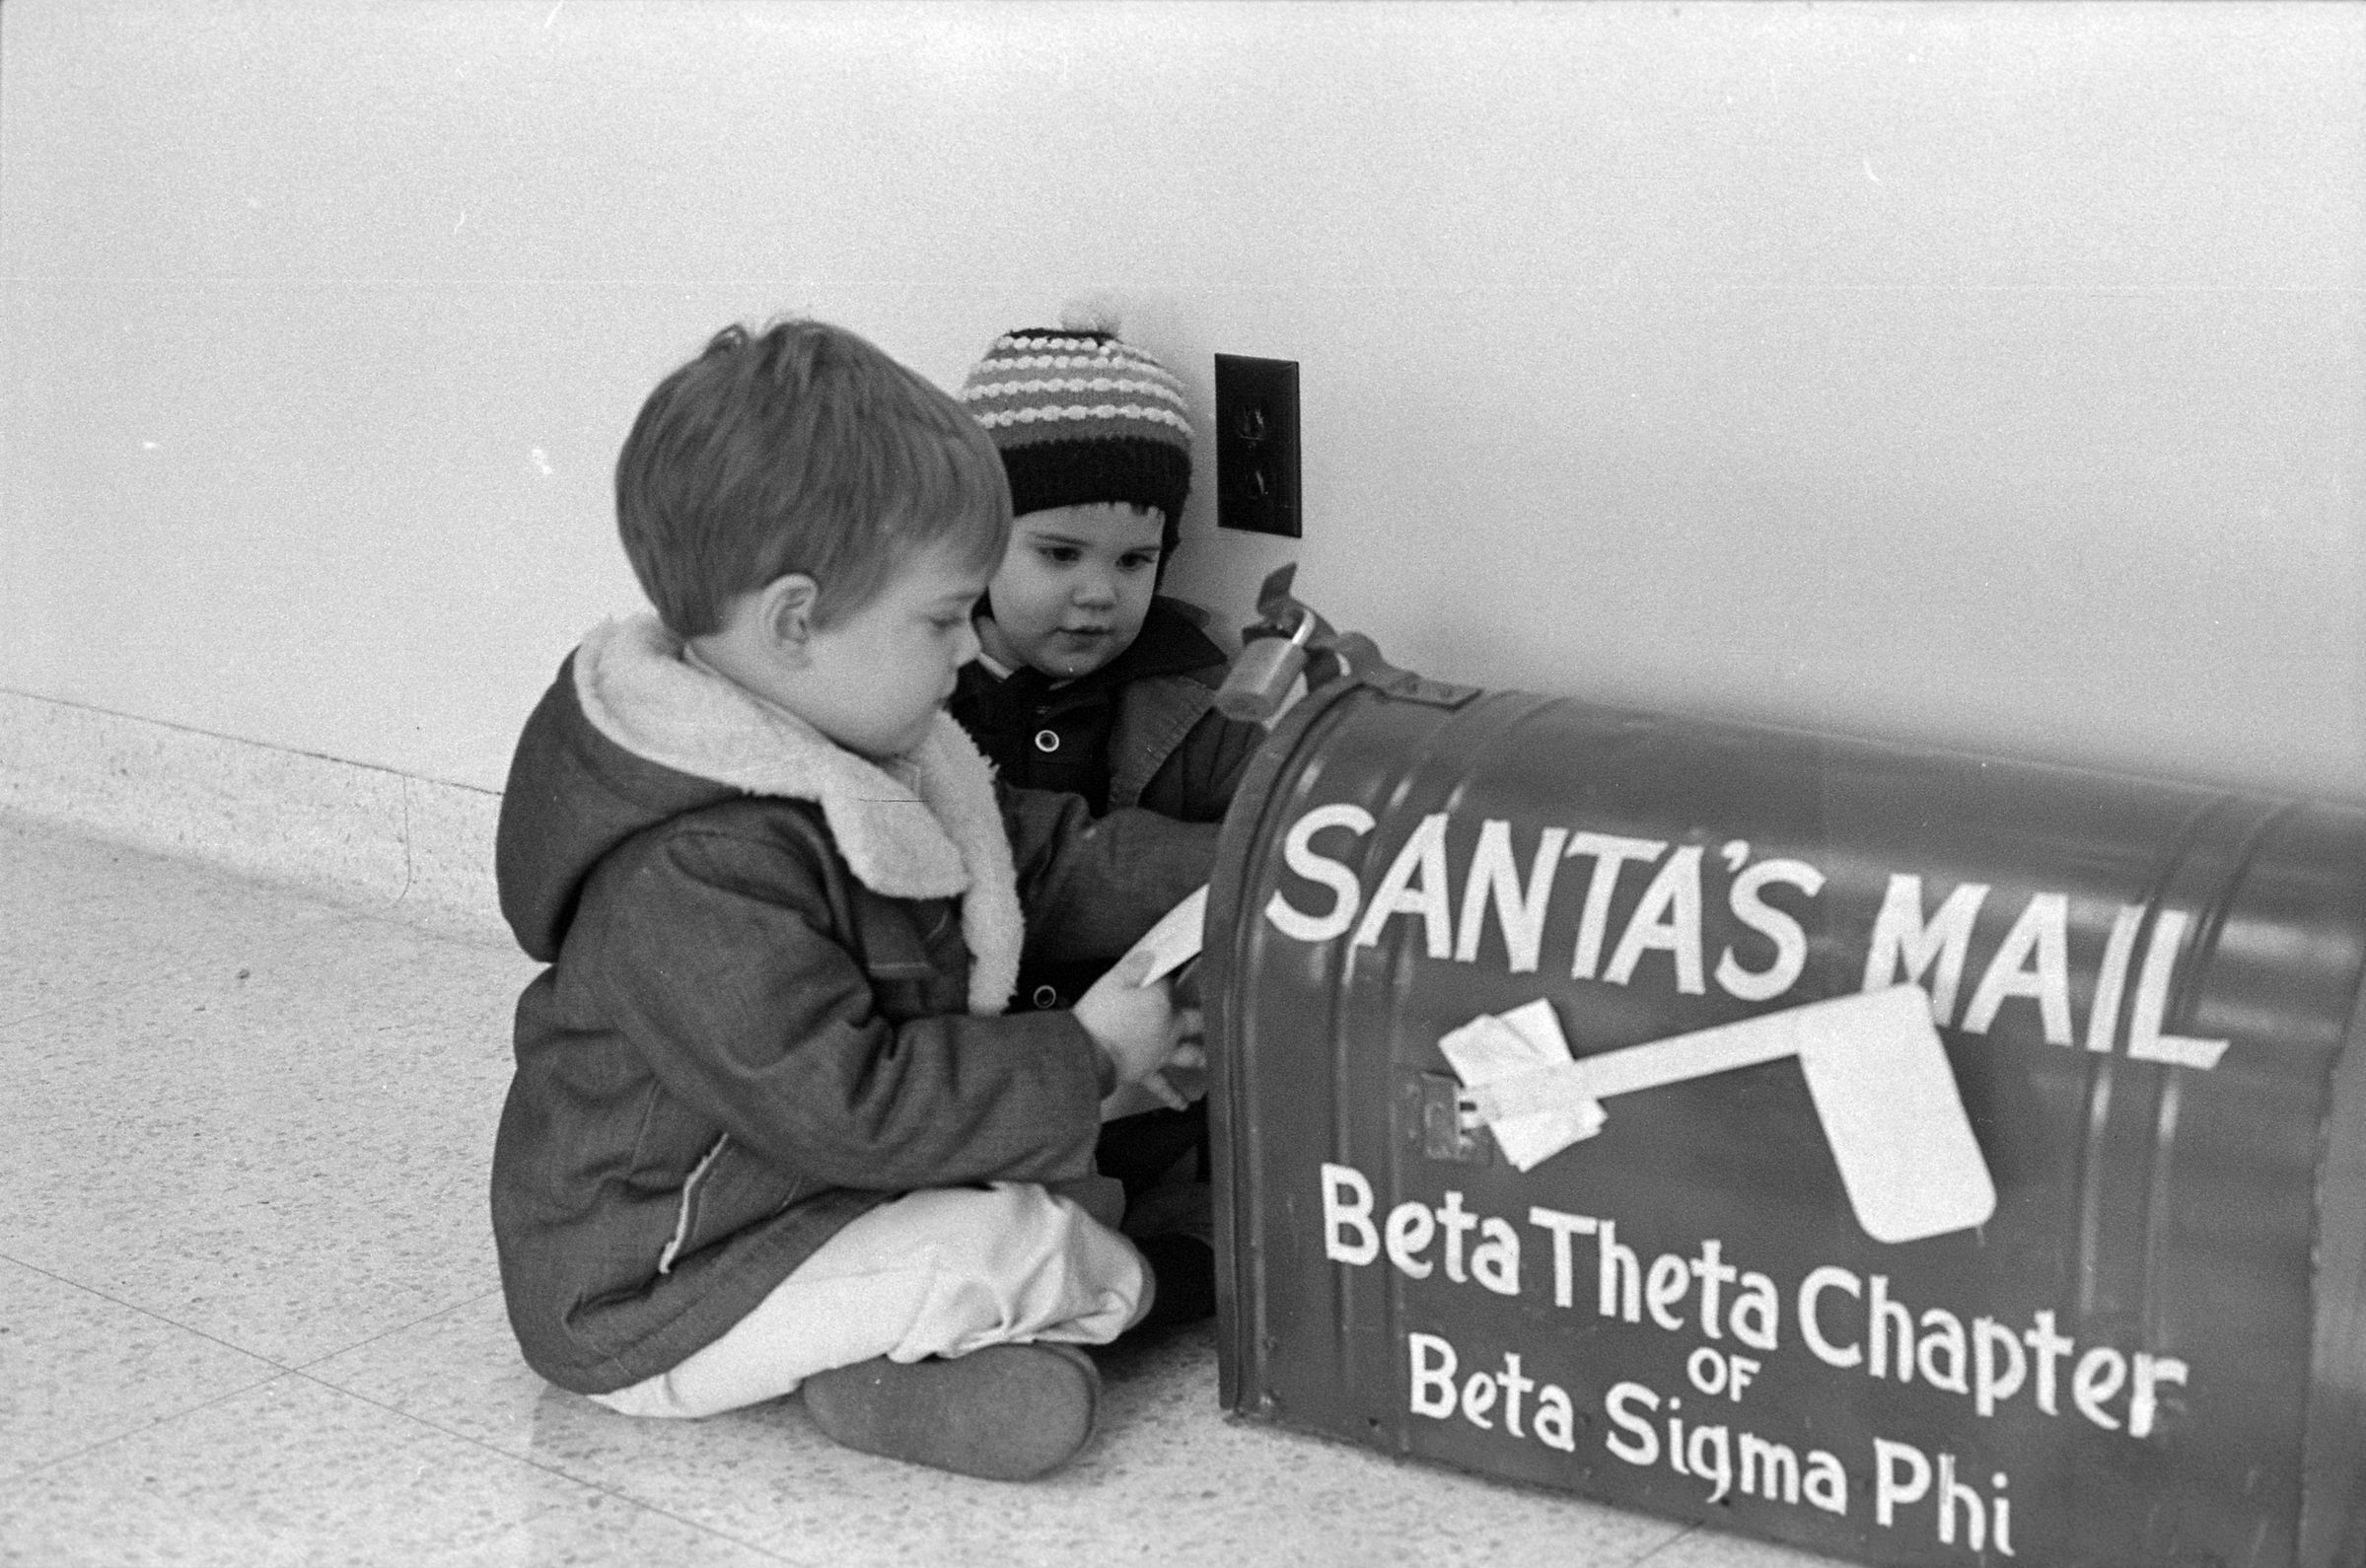 SANTA'S MAIL
Beta Theta Chapter
OF
Beta Sigma Phi